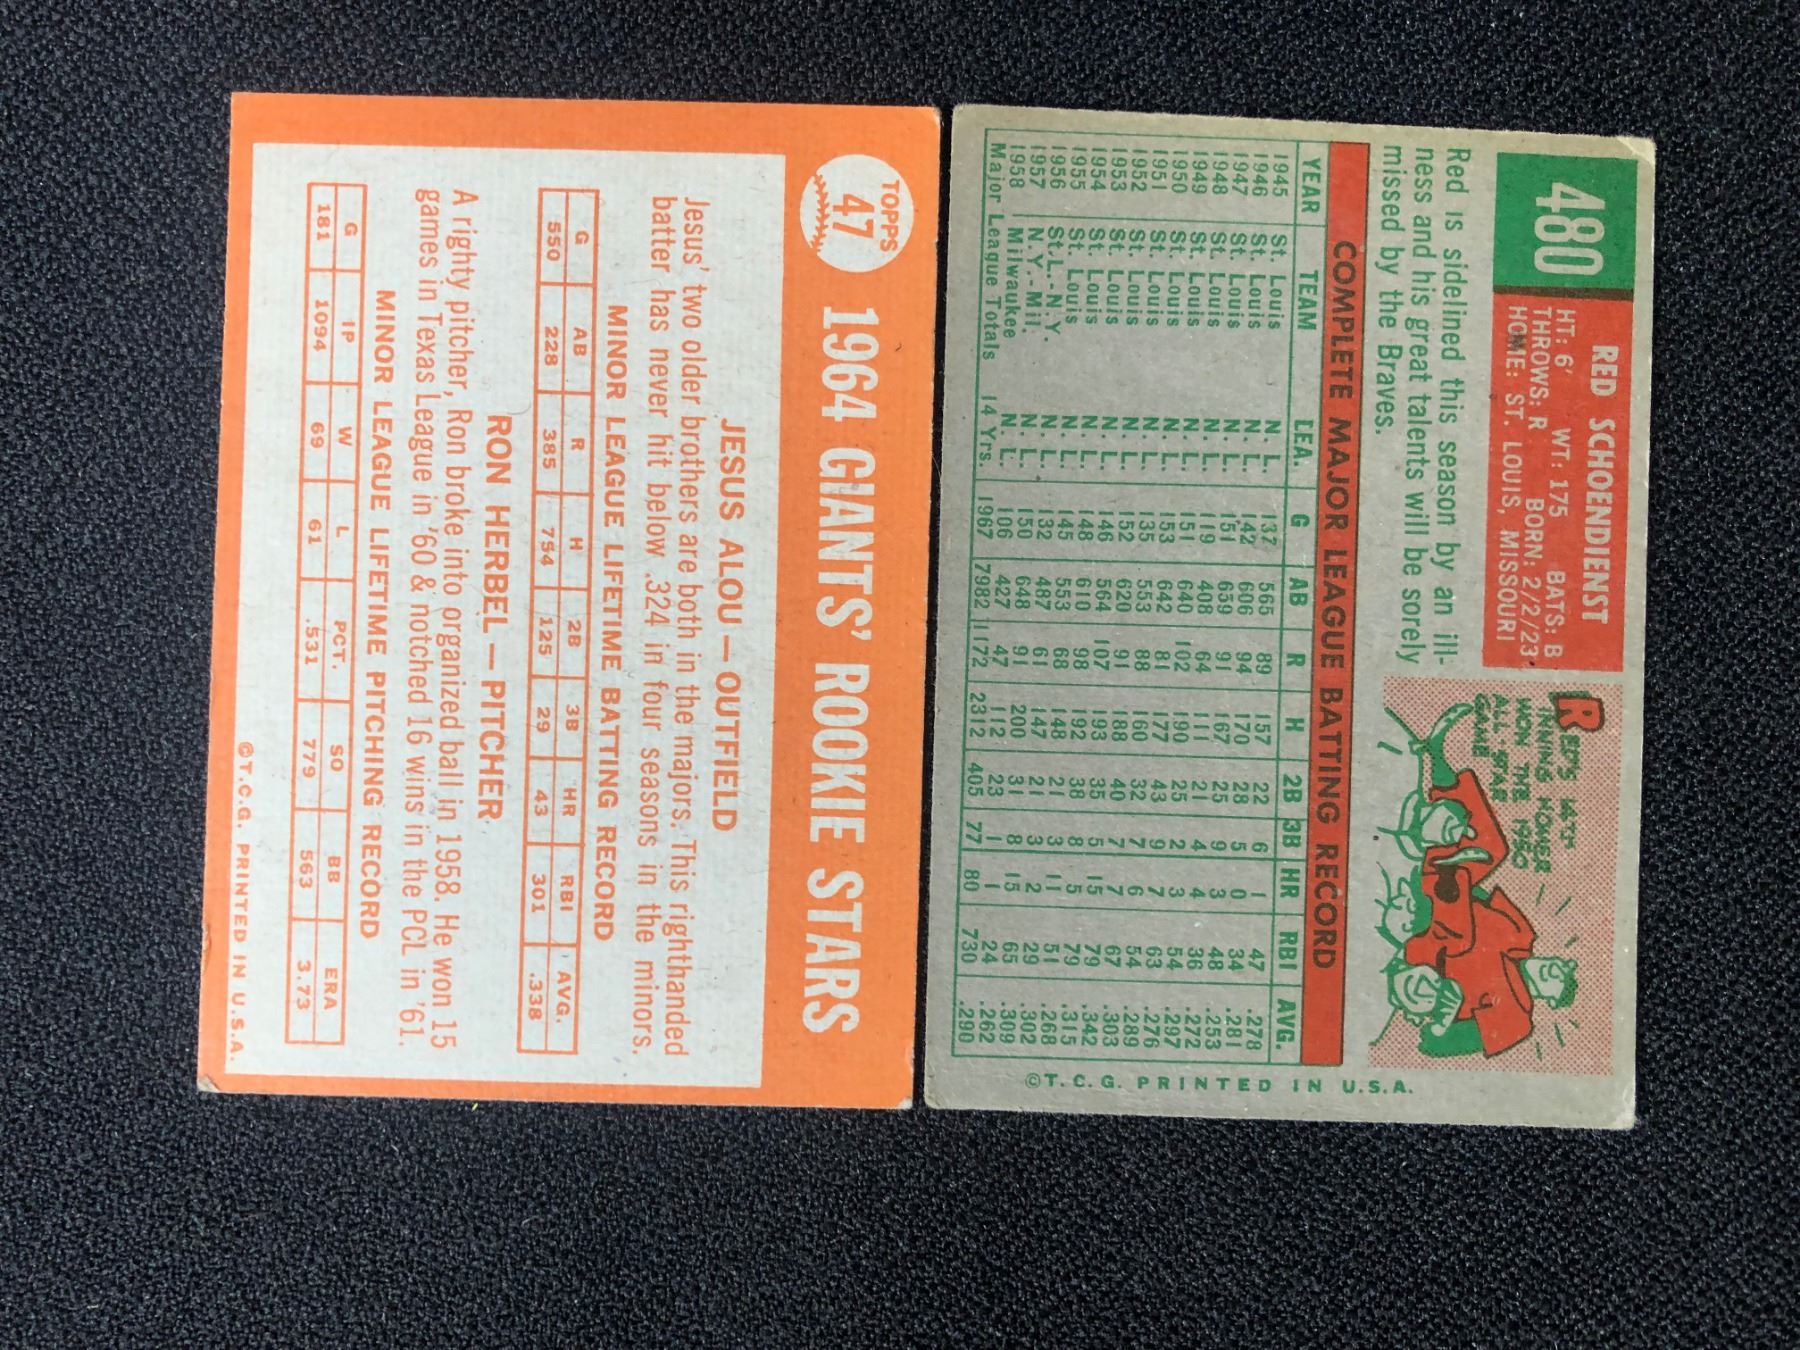 480
RED SCHOENDIENST
HT: 6' WT: 175 BATS: B
THROWS: R BORN: 2/2/23
HOME: ST. LOUIS, MISSOURI
RED'S 14TH
INNING HOMER
WON THE 1950
ALL STAR
GAME
Red is sidelined this season by an ill-
ness and his great talents will be sorely
missed by the Braves.
COMPLETE MAJOR LEAGUE BATTING RECORD
YEAR TEAM LEA. G AB R H 2B 3B HR RBI AVG.
1945 St. Louis N. L. 137 565 89 157 22 6 1 47 .278
1946 St. Louis N. L. 142 606 94 170 28 5 0 34 .281
1947 St. Louis N. L. 151 639 91 167 25 9 3 48 .253
1948 St. Louis N. L. 119 408 64 111 21 4 4 36 .272
1949 St. Louis N. L. 151 640 102 190 25 2 3 54 .297
1950 St. Louis N. L. 153 642 81 177 43 9 7 63 .276
1951 St. Louis N. L. 135 553 88 160 32 7 6 54 .289
1952 St. Louis N. L. 152 620 91 188 40 7 7 67 .303
1953 St. Louis N. L. 146 564 107 193 35 5 15 79 .342
1954 St. Louis N. L. 148 610 98 192 38 8 5 79 .315
1955 St. Louis N. L. 145 553 68 148 21 3 11 51 .268
1956 St.L.-N.Y. N. L. 132 487 61 147 21 3 2 29 .302
1957 N.Y.-Mil. N. L. 150 648 91 200 31 8 15 65 .309
1958 Milwaukee N. L. 106 427 47 112 23 1 1 24 .262
Major League Totals 14 Yrs. 1967 7982 1172 2312 405 77 80 730 .290
©T. C. G. PRINTED IN U.S.A.
TOPPS
47
1964 GIANTS' ROOKIE STARS
JESUS ALOU—OUTFIELD
Jesus' two older brothers are both in the majors. This righthanded
batter has never hit below .324 in four seasons in the minors.
MINOR LEAGUE LIFETIME BATTING RECORD
G AB R H 2B 3B HR RBI AVG.
550 228 385 754 125 29 43 301 .338
RON HERBEL—PITCHER
A righty pitcher, Ron broke into organized ball in 1958. He won 15
games in Texas League in '60 & notched 16 wins in the PCL in '61.
MINOR LEAGUE LIFETIME PITCHING RECORD
G IP W L PCT. SO BB ERA
181 1094 69 61 .531 779 563 3.73
©T.C.G. PRINTED IN U.S.A.